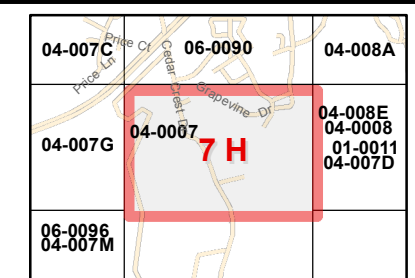 04-007C
Price Ct
06-0090
04-008A
Price Ln
Cedar Crest Dr
Grapevine Dr
04-007G
04-0007
7 H
04-008E
04-0008
01-0011
04-007D
06-0096
04-007M